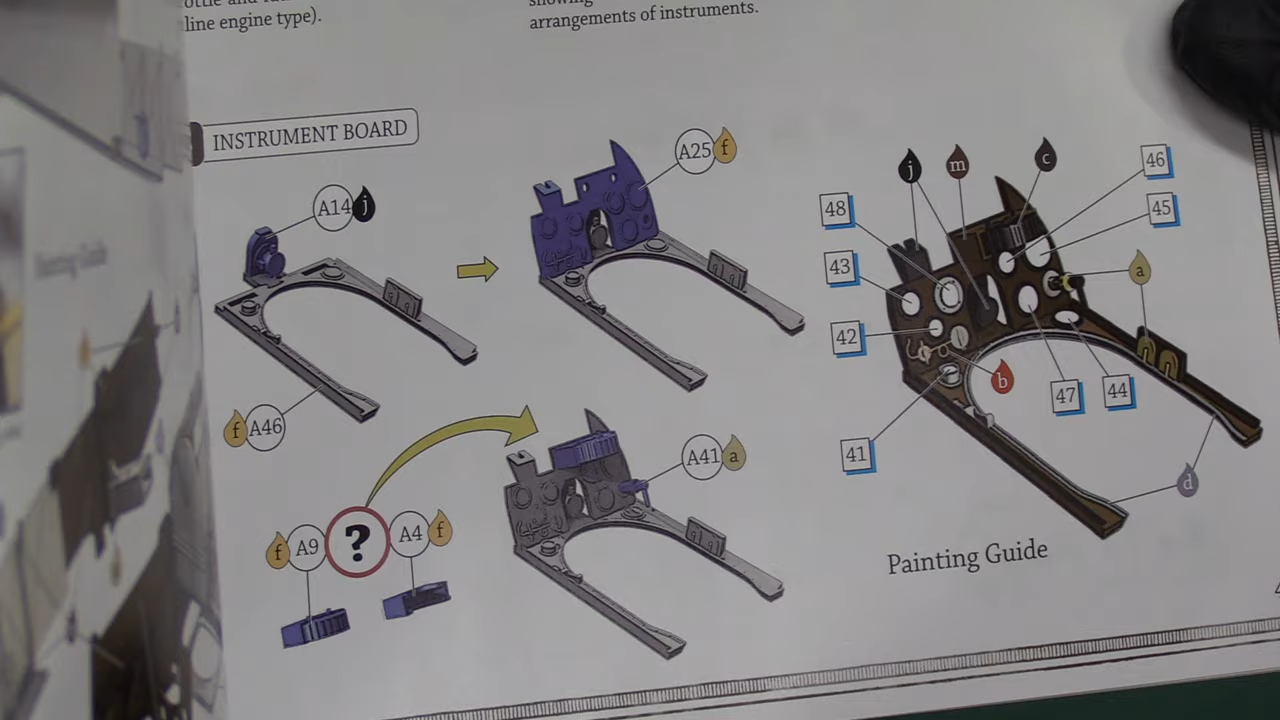 line engine type).
showing
arrangements of instruments.
INSTRUMENT BOARD
A14 j
A25 f
f A46
f A9
?
A4 f
A41 a
j
m
c
46
45
48
43
a
42
b
47
44
41
d
Painting Guide